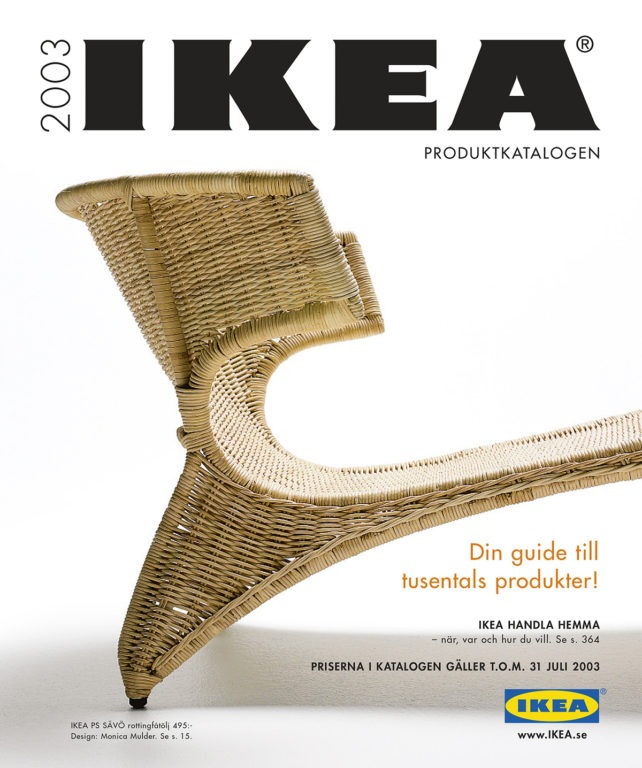 2003
IKEA®
PRODUKTKATALOGEN
Din guide till
tusentals produkter!
IKEA HANDLA HEMMA
– när, var och hur du vill. Se s. 364
PRISERNA I KATALOGEN GÄLLER T.O.M. 31 JULI 2003
IKEA®
www.IKEA.se
IKEA PS SÄVÖ rottingfåtölj 495:-
Design: Monica Mulder. Se s. 15.